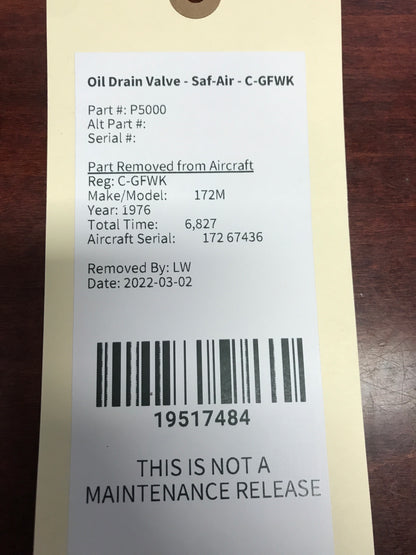 Oil Drain Valve - Saf-Air - C-GFWK
Part #: P5000
Alt Part #:
Serial #:
Part Removed from Aircraft
Reg: C-GFWK
Make/Model: 172M
Year: 1976
Total Time: 6,827
Aircraft Serial: 172 67436
Removed By: LW
Date: 2022-03-02
19517484
THIS IS NOT A
MAINTENANCE RELEASE